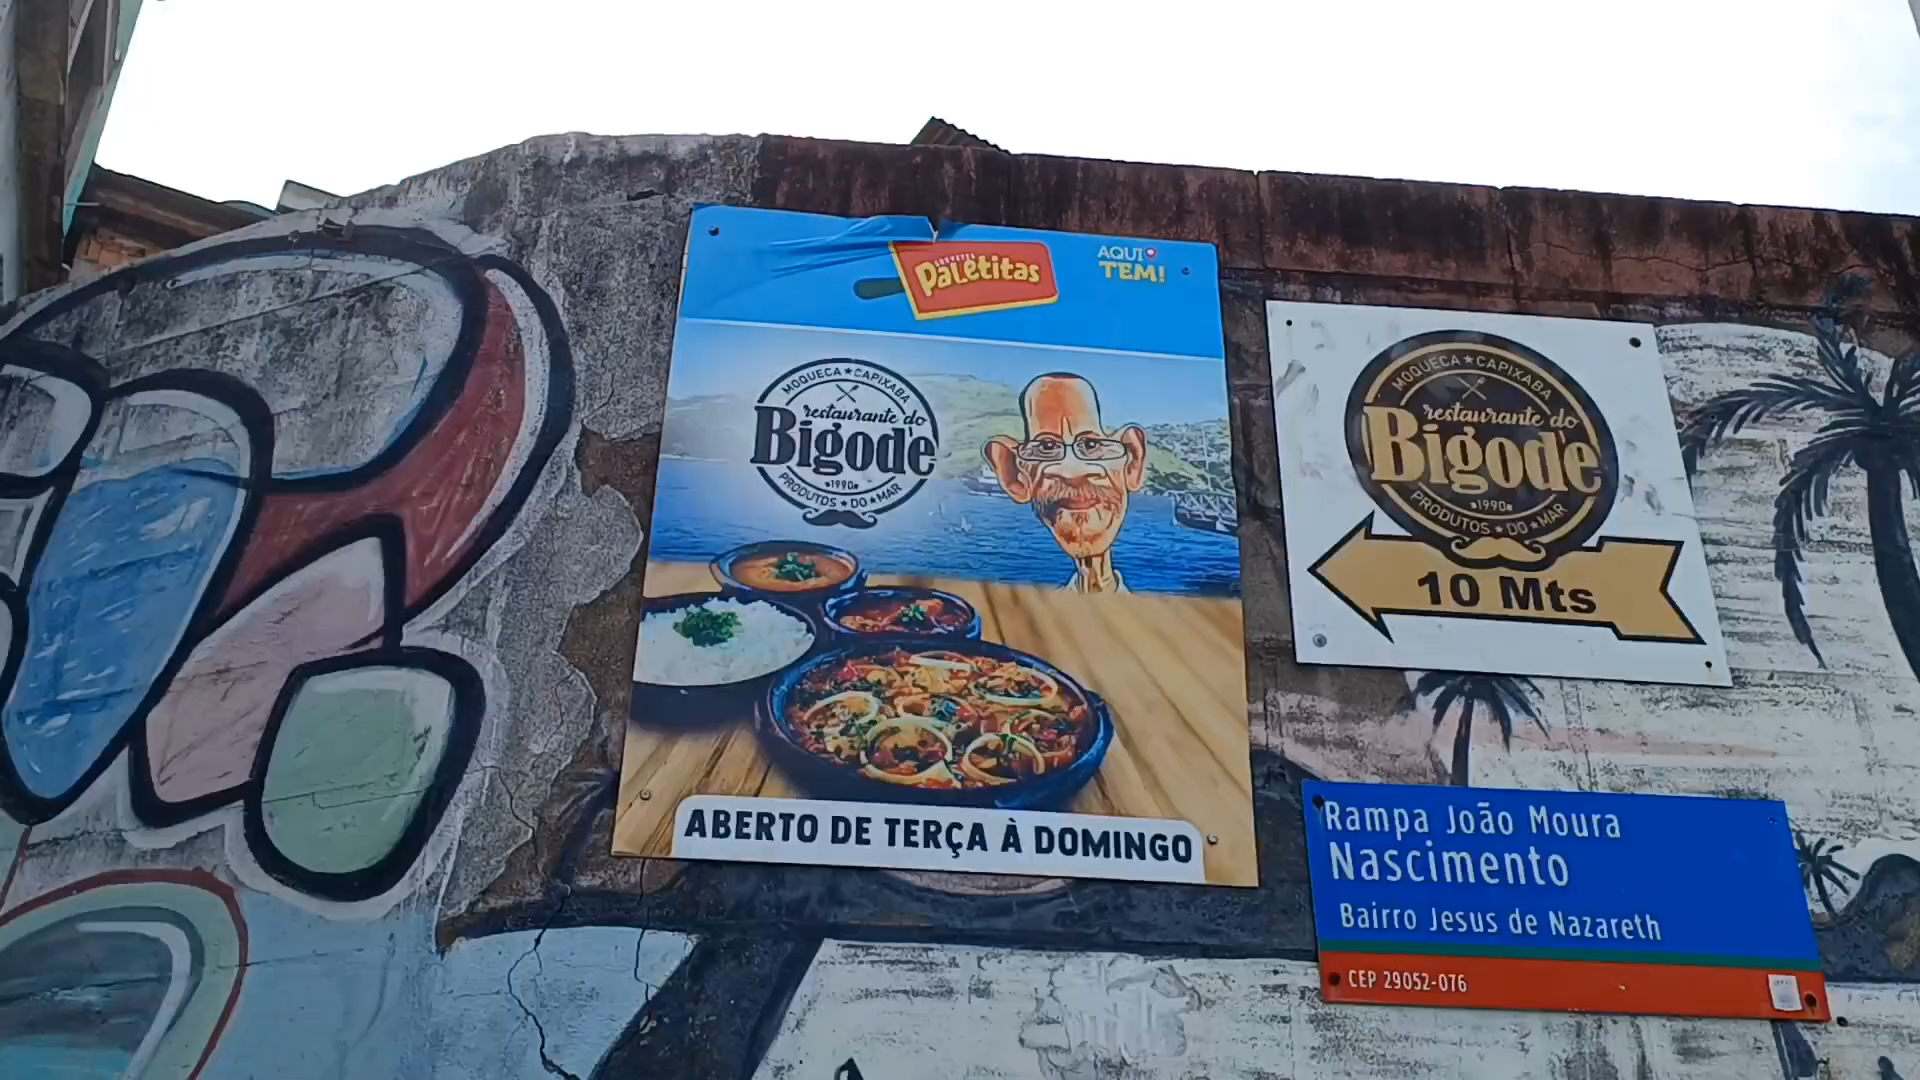 SORVETES
Paletitas
AQUI
TEM!
MOQUECA ★ CAPIXABA
restaurante do
Bigode
1990
PRODUTOS ★ DO ★ MAR
ABERTO DE TERÇA À DOMINGO
MOQUECA ★ CAPIXABA
restaurante do
Bigode
1990
PRODUTOS ★ DO ★ MAR
10 Mts
Rampa João Moura
Nascimento
Bairro Jesus de Nazareth
CEP 29052-076